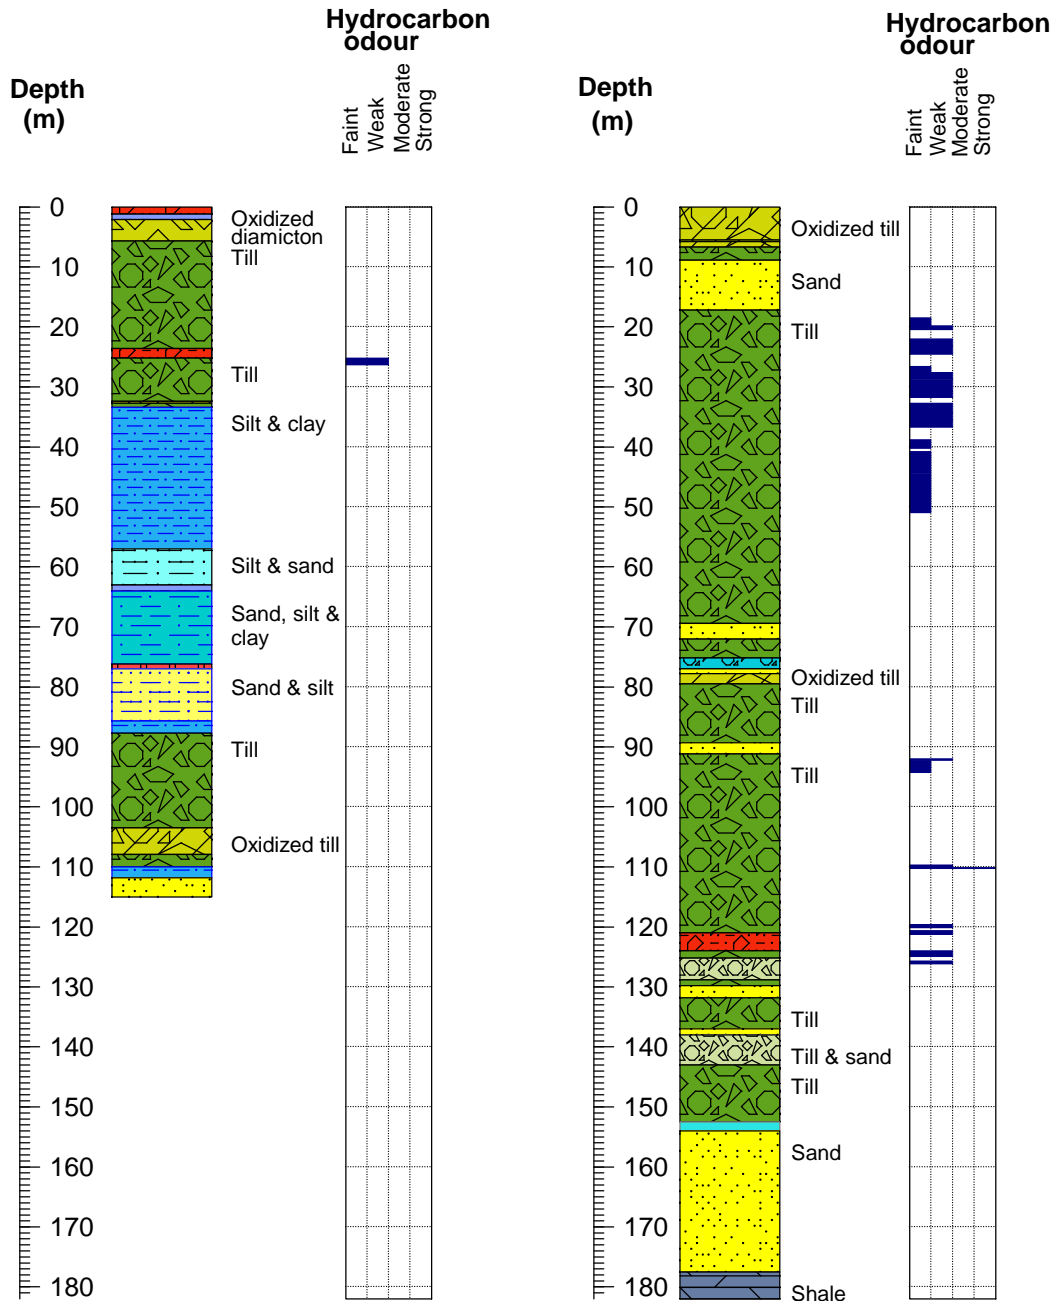 Hydrocarbon
odour
Depth
(m)
Faint
Weak
Moderate
Strong
0
10
20
30
40
50
60
70
80
90
100
110
120
130
140
150
160
170
180
Oxidized
diamicton
Till
Till
Silt & clay
Silt & sand
Sand, silt &
clay
Sand & silt
Till
Oxidized till
Hydrocarbon
odour
Depth
(m)
Faint
Weak
Moderate
Strong
0
10
20
30
40
50
60
70
80
90
100
110
120
130
140
150
160
170
180
Oxidized till
Sand
Till
Oxidized till
Till
Till
Till
Till & sand
Till
Sand
Shale